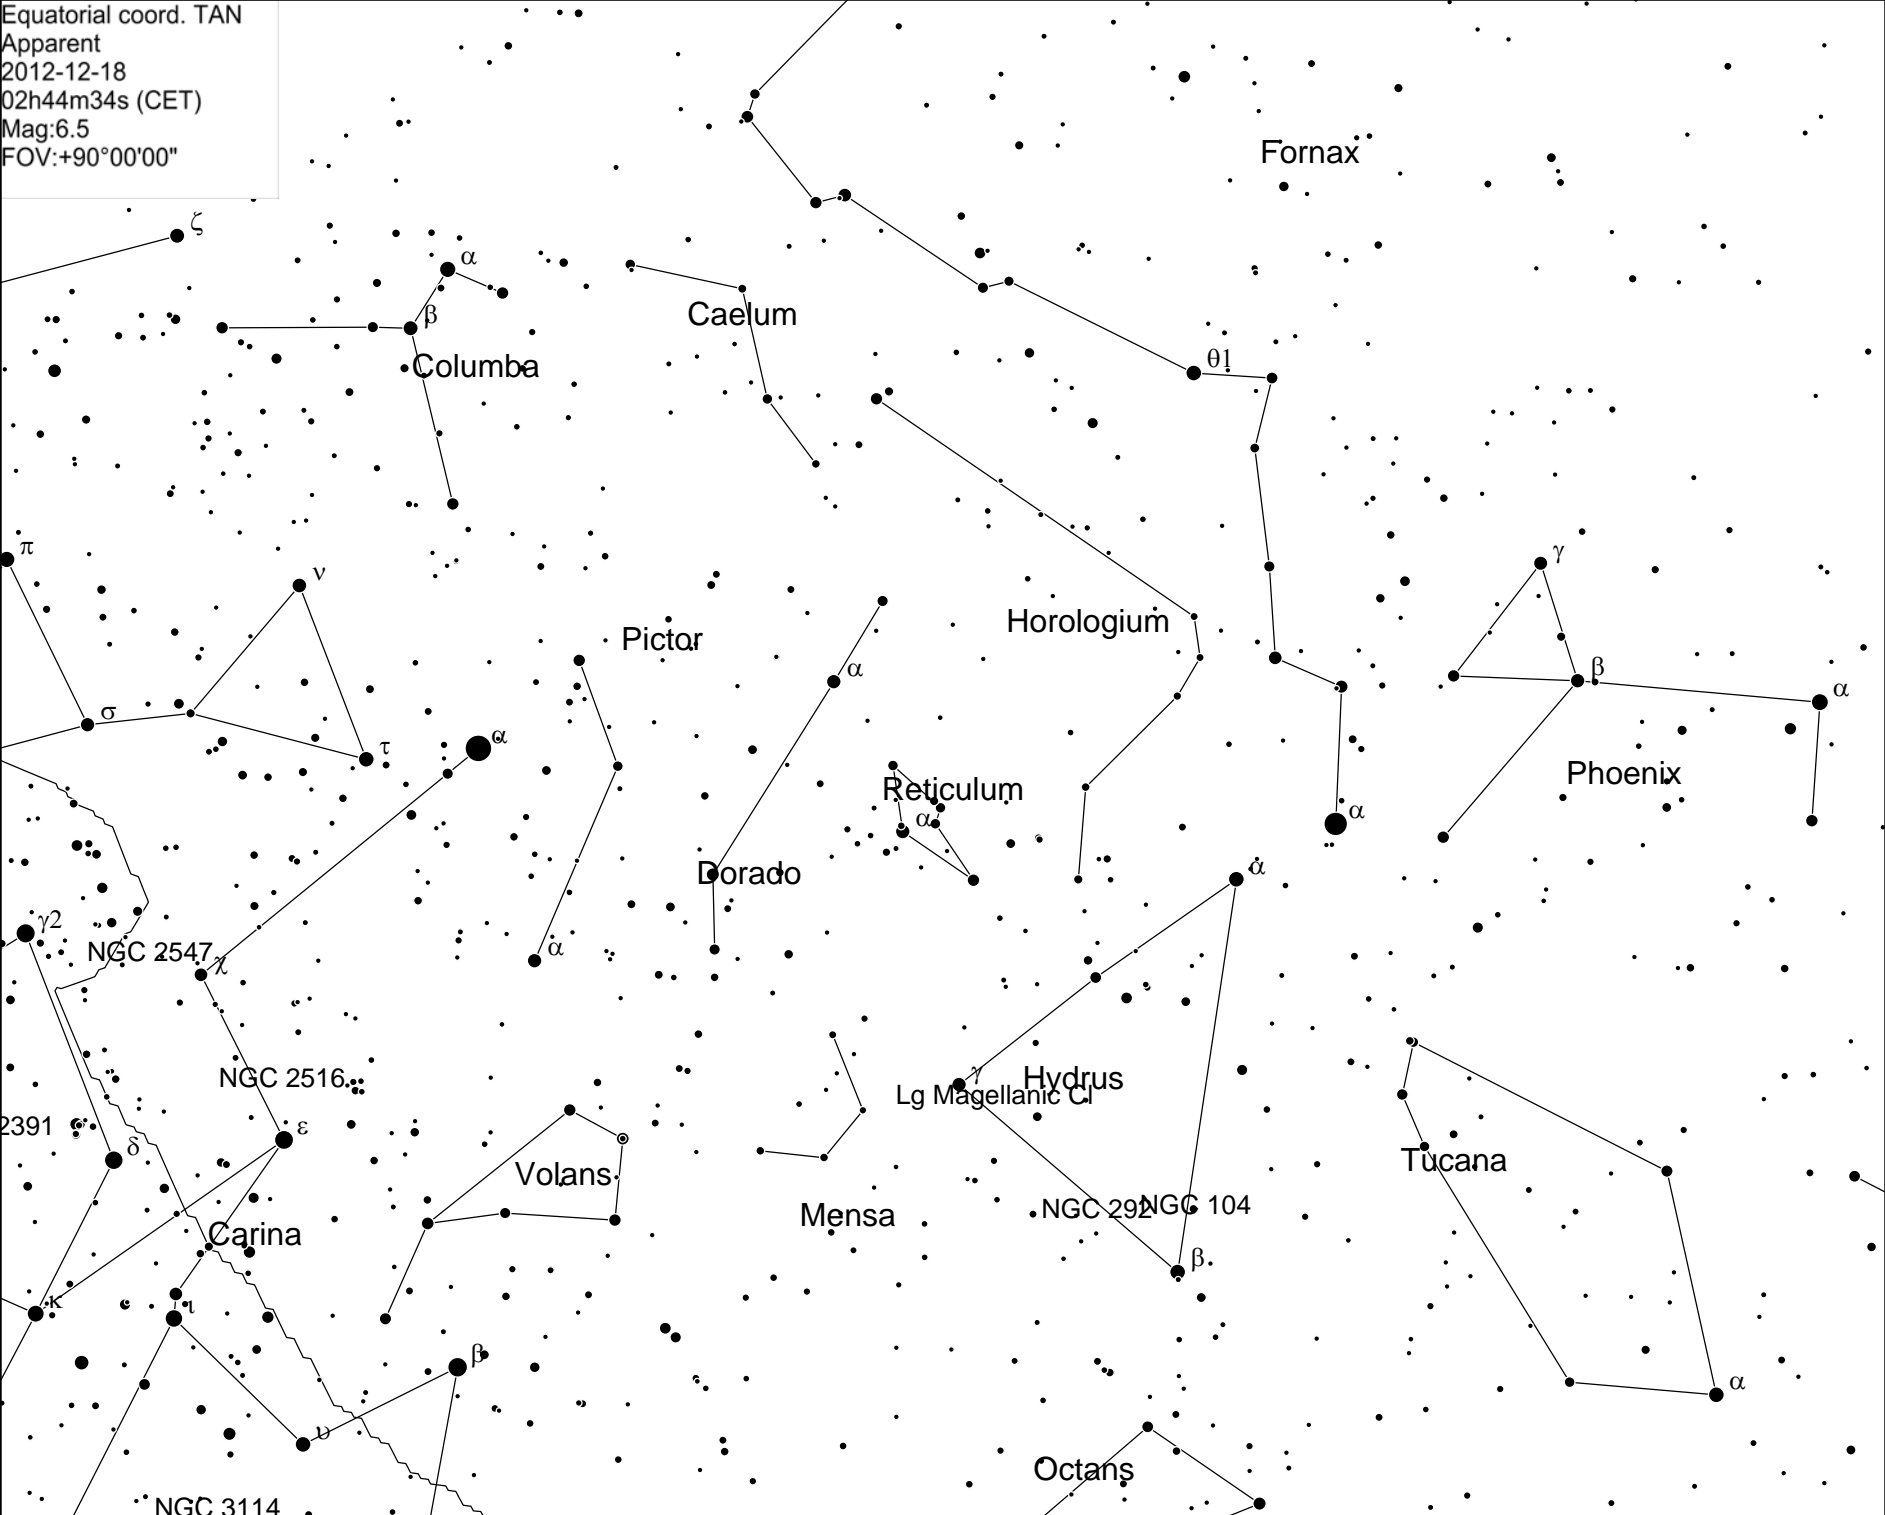 Equatorial coord. TAN
Apparent
2012-12-18
02h44m34s (CET)
Mag:6.5
FOV:+90°00'00"
Fornax
ζ
α
Caelum
β
Columba
θ1
π
ν
γ
Horologium
Pictor
α
β
α
σ
τ
α
Phoenix
Reticulum
α
α
Dorado
α
γ2
NGC 2547
χ
α
γ
Hydrus
Lg Magellanic Cl
NGC 2516
2391
ε
δ
Volans
Tucana
Mensa
NGC 292
NGC 104
Carina
β
κ
ι
β
α
υ
Octans
NGC 3114